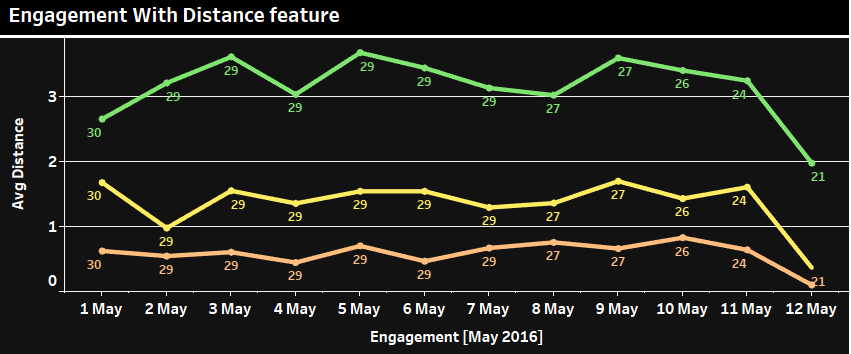 Engagement With Distance feature
Avg Distance
3
2
1
0
30 29 29 29 29 29 29 27 27 26 24 21
30 29 29 29 29 29 29 27 27 26 24
30 29 29 29 29 29 29 27 27 26 24 21
1 May 2 May 3 May 4 May 5 May 6 May 7 May 8 May 9 May 10 May 11 May 12 May
Engagement [May 2016]